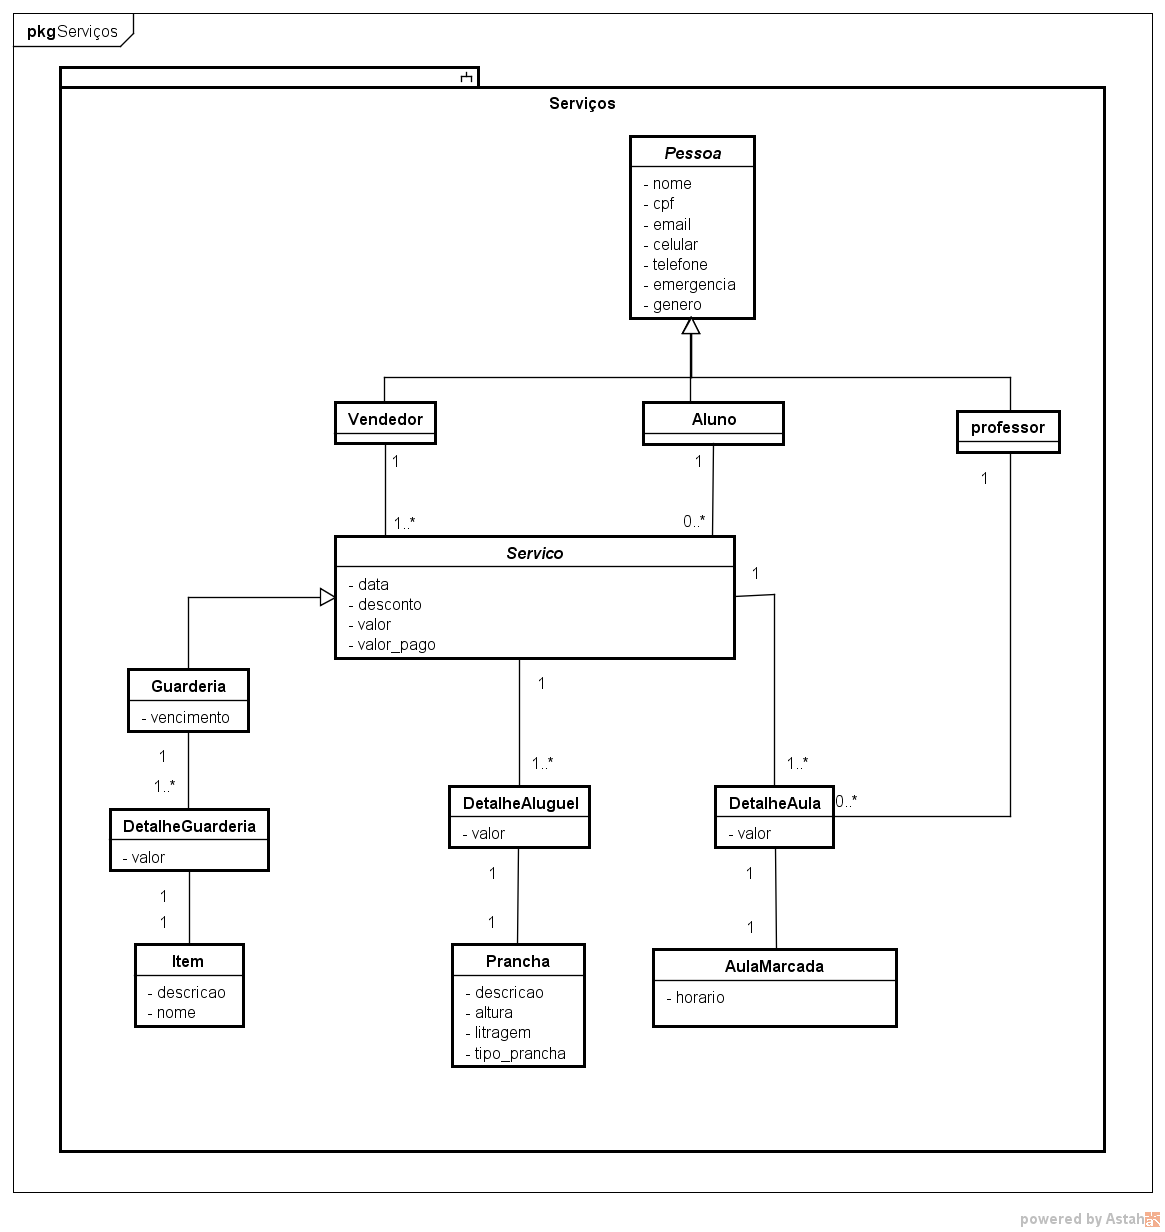 pkg Serviços
Serviços
Pessoa
- nome
- cpf
- email
- celular
- telefone
- emergencia
- genero
Vendedor
Aluno
professor
1
1
1
1..*
0..*
Servico
- data
- desconto
- valor
- valor_pago
1
Guarderia
- vencimento
1
1
1..*
1..*
1..*
DetalheGuarderia
- valor
DetalheAluguel
- valor
DetalheAula
- valor
0..*
1
1
1
1
1
1
Item
- descricao
- nome
Prancha
- descricao
- altura
- litragem
- tipo_prancha
AulaMarcada
- horario
powered by Astah